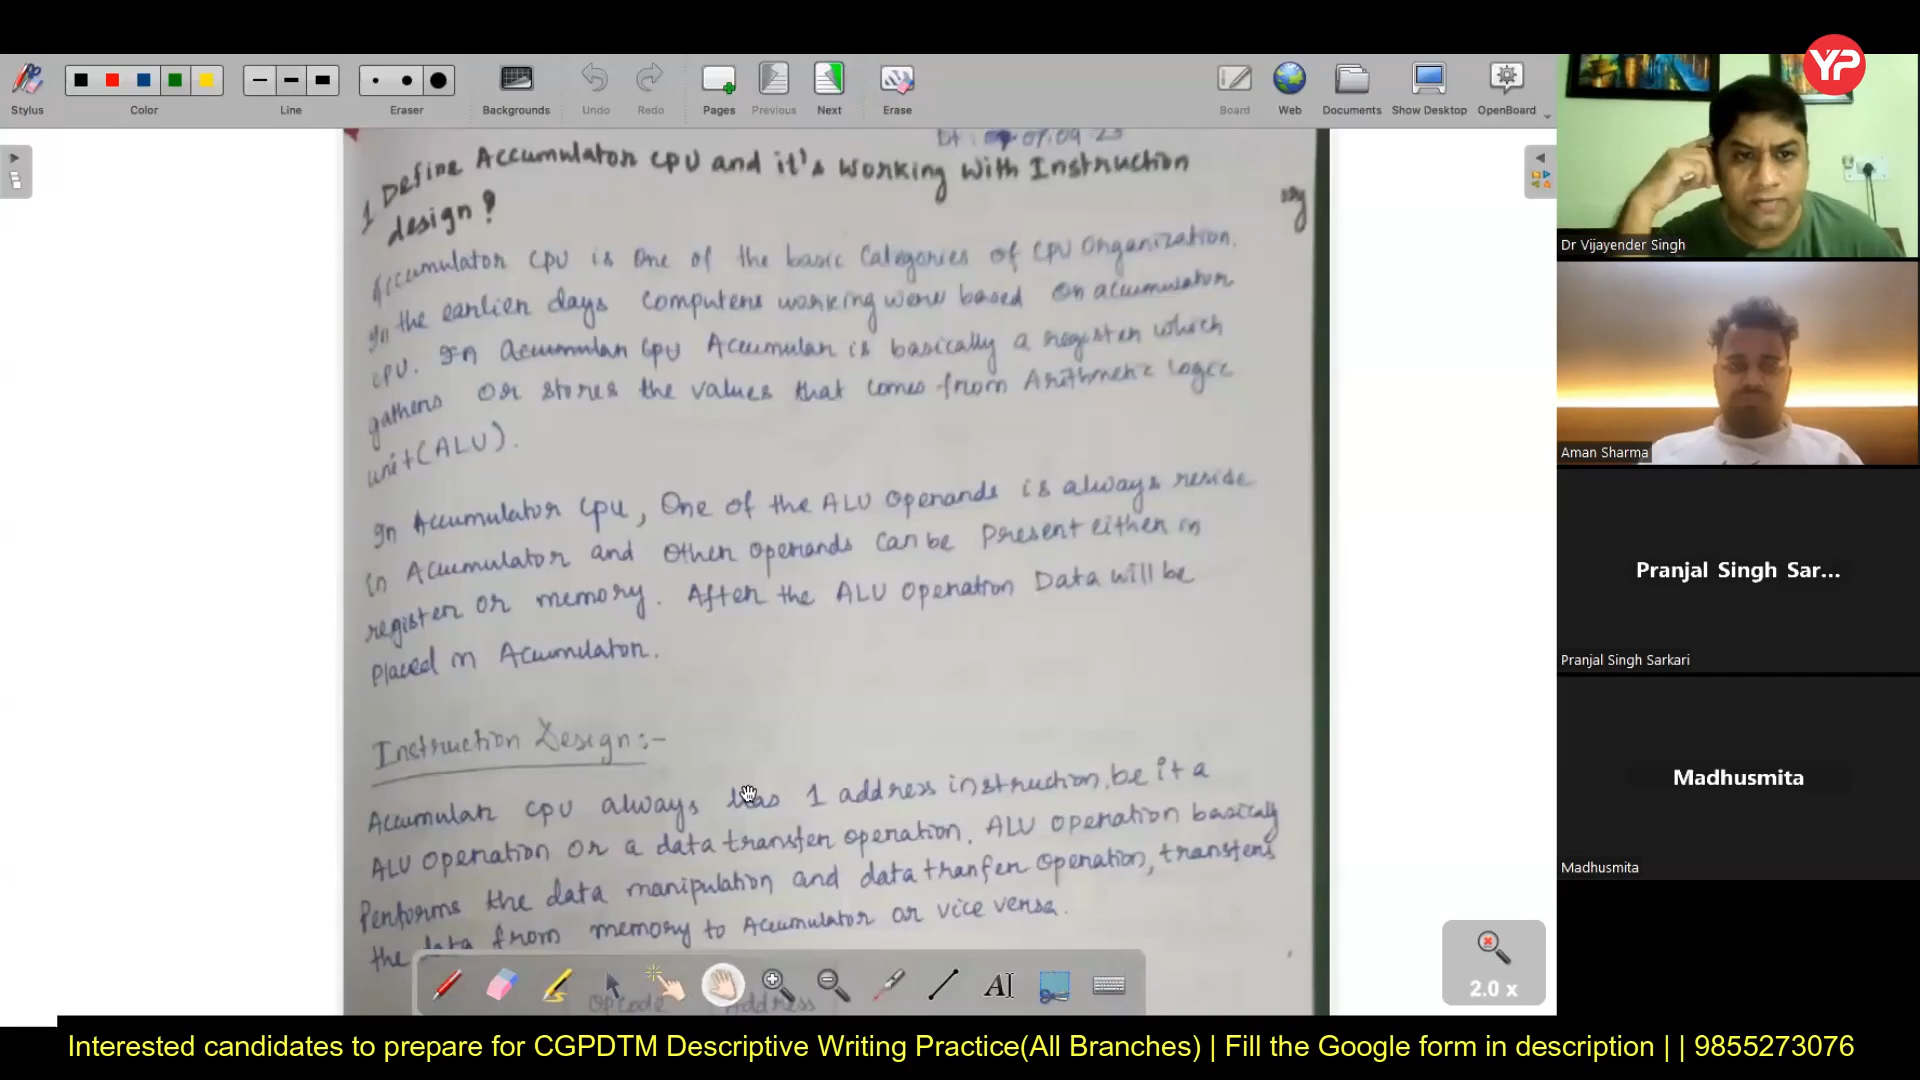 YP
Stylus
Color
Line
Eraser
Backgrounds
Undo
Redo
Pages
Previous
Next
Erase
Board
Web
Documents
Show Desktop
OpenBoard
07.09
1 Define Accumulator CPU and it's working with Instruction
design?
Accumulator CPU is One of the basic Categories of CPU Organization.
In the earlier days Computers working were based on accumulator
CPU. In Accumular Cpu Accumular is basically a register which
gathers or stores the values that comes from Arithmetic Logic
unit (ALU).
In Accumulator Cpu, One of the ALU Operands is always reside
in Accumulator and Other operands Can be Present either in
register or memory. After the ALU Operation Data will be
Placed in Accumulator.
Instruction Design:-
Accumular CPU always has 1 address instruction, be it a
ALU Operation or a data transfer operation. ALU operation basically
Performs the data manipulation and data tranfer Operation, transfers
the data from memory to Accumulator or vice versa.
Opcode Address
2.0 x
Dr Vijayender Singh
Aman Sharma
Pranjal Singh Sar...
Pranjal Singh Sarkari
Madhusmita
Madhusmita
Interested candidates to prepare for CGPDTM Descriptive Writing Practice(All Branches) | Fill the Google form in description | | 9855273076